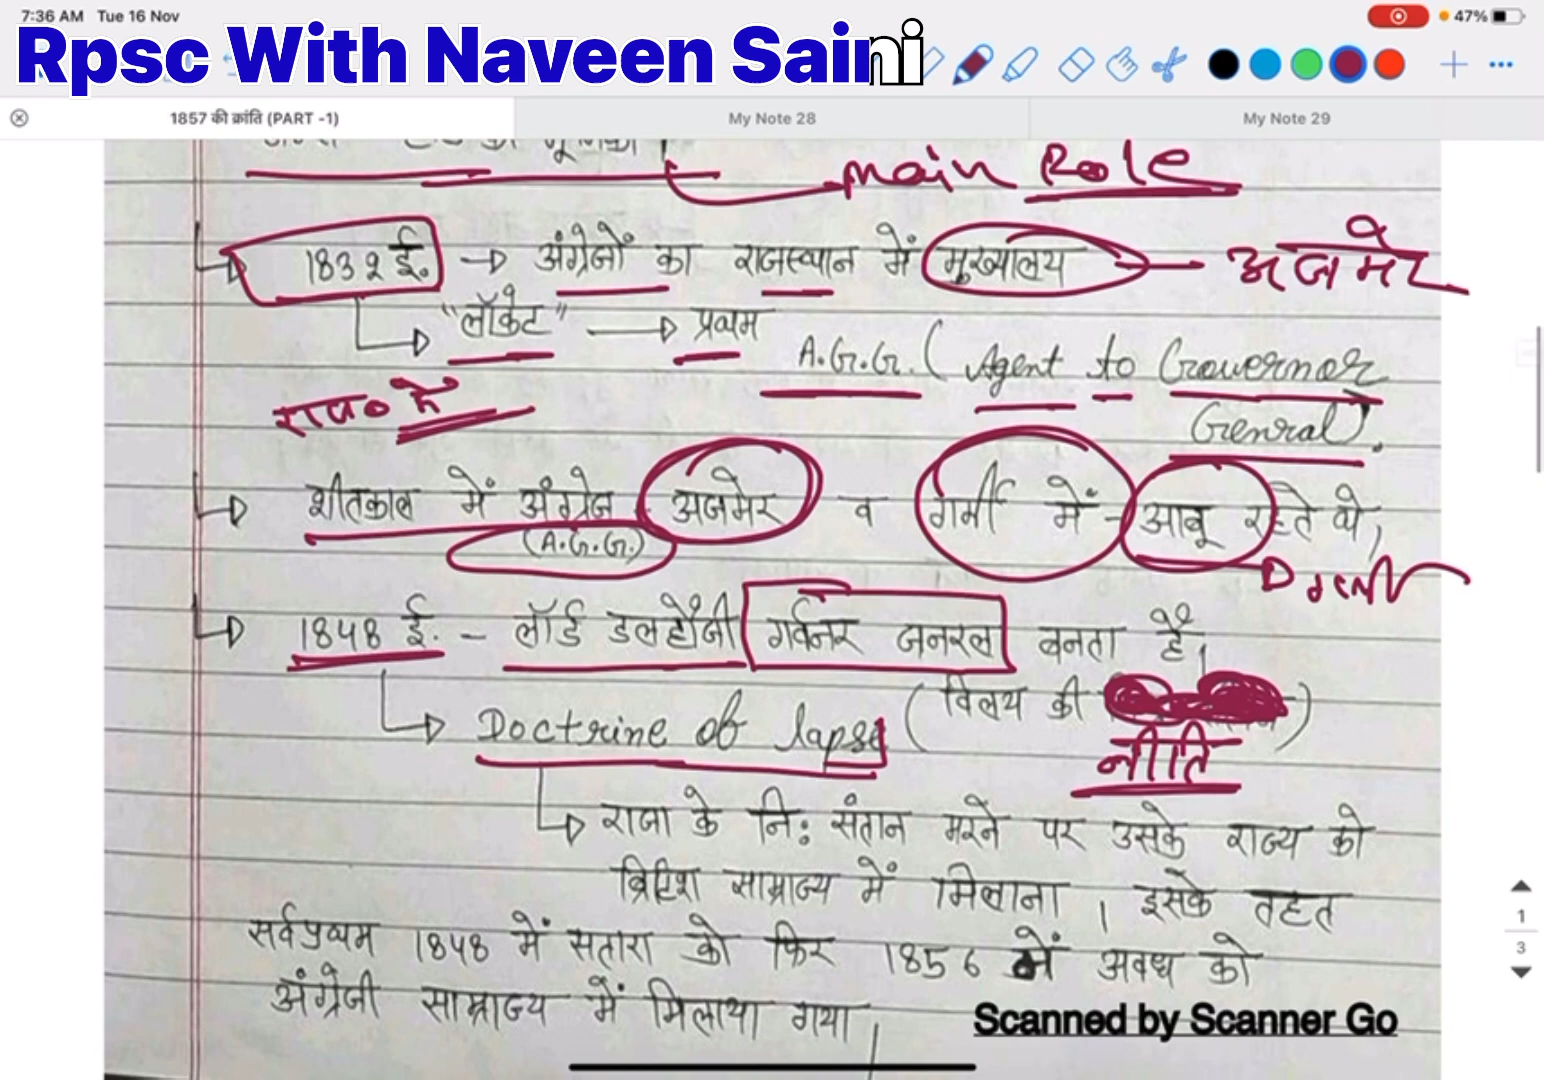 7:36 AM Tue 16 Nov
47%
Rpsc With Naveen Saini
1857 की क्रांति (PART -1)
My Note 28
My Note 29
main Role
1832 ई. → अंग्रेजों का राजस्थान में मुख्यालय — अजमेर
"लॉकेट" → प्रथम
A.G.G. ( Agent to Governor
Genral ).
राज० में
शीतकाल में अंग्रेज अजमेर व गर्मी में - आबू रहते थे,
(A.G.G.)
1848 ई. - लॉर्ड डलहौजी गर्वनर जनरल बनता है।
Doctrine of lapse ( विलय की )
नीति
राजा के नि: संतान मरने पर उसके राज्य को
ब्रिटिश साम्राज्य में मिलाना । इसके तहत
सर्वप्रथम 1848 में सतारा को फिर 1856 में अवध को
अंग्रेजी साम्राज्य में मिलाया गया।
Scanned by Scanner Go
1
3